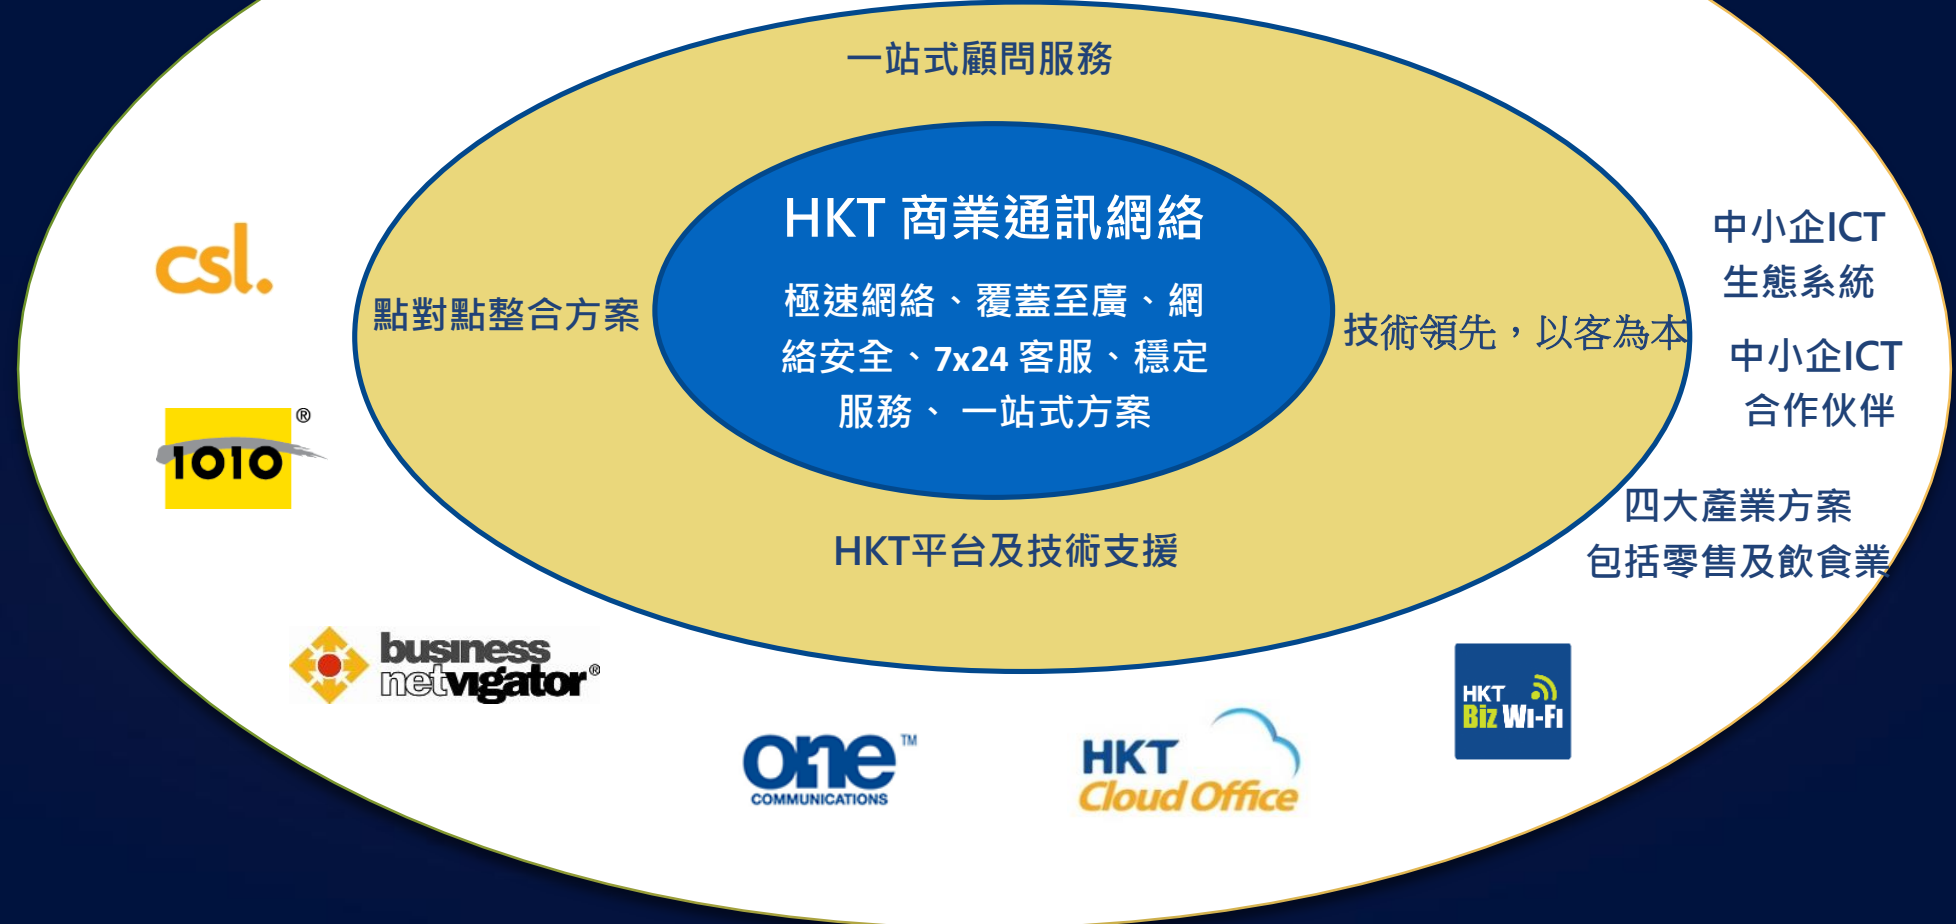 一站式顧問服務
HKT 商業通訊網絡
極速網絡、覆蓋至廣、網
絡安全、7x24 客服、穩定
服務、 一站式方案
點對點整合方案
技術領先，以客為本
HKT平台及技術支援
csl.
1010®
business
netvigator®
one™
COMMUNICATIONS
HKT
Cloud Office
HKT
Biz Wi-Fi
中小企ICT
生態系統
中小企ICT
合作伙伴
四大產業方案
包括零售及飲食業